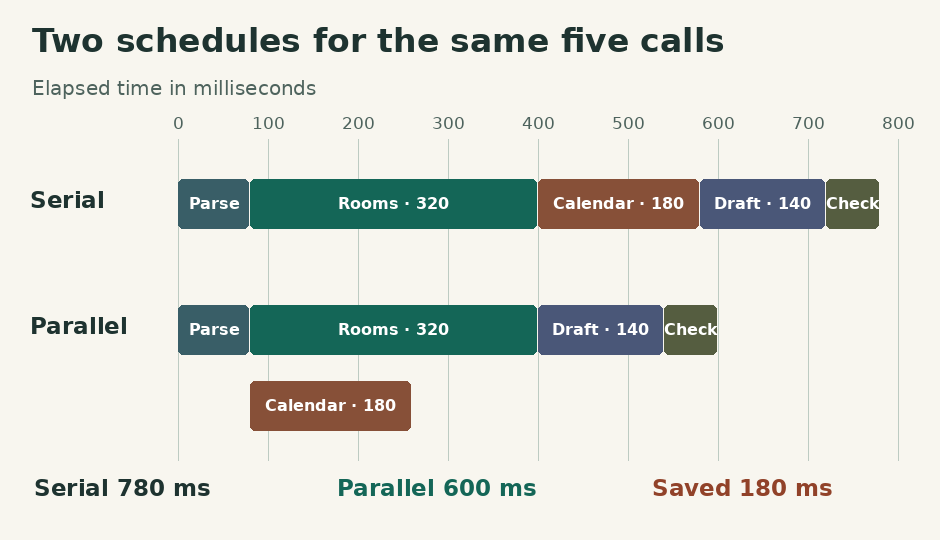 Two schedules for the same five calls
Elapsed time in milliseconds
0 100 200 300 400 500 600 700 800
Serial
Parse Rooms · 320 Calendar · 180 Draft · 140 Check
Parallel
Parse Rooms · 320 Draft · 140 Check
Calendar · 180
Serial 780 ms Parallel 600 ms Saved 180 ms